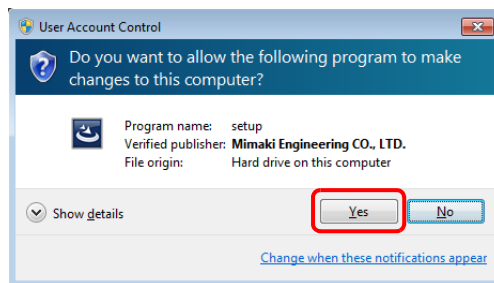 User Account Control
Do you want to allow the following program to make
changes to this computer?
Program name: setup
Verified publisher: Mimaki Engineering CO., LTD.
File origin: Hard drive on this computer
Show details
Yes No
Change when these notifications appear